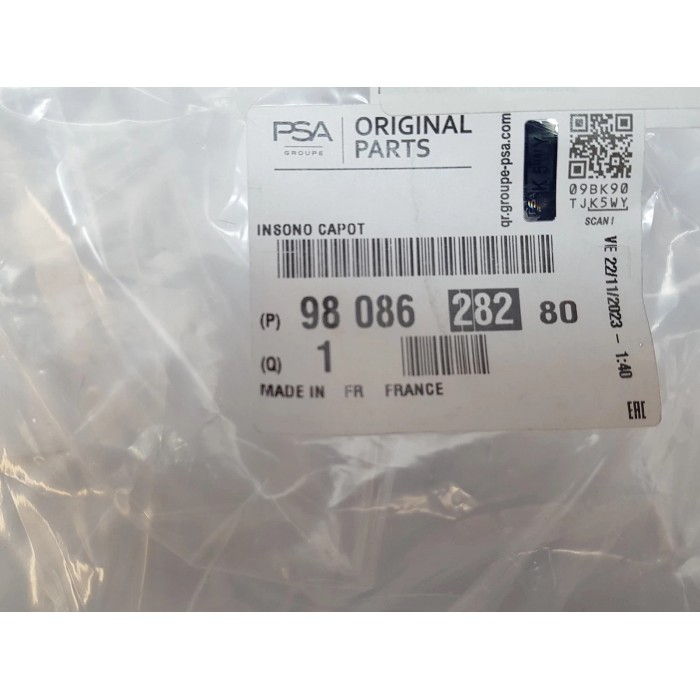 PSA
GROUPE
ORIGINAL
PARTS
qr.groupe-psa.com
09BK90
TJK5WY
SCAN!
INSONO CAPOT
(P) 98 086 282 80
(Q) 1
MADE IN FR FRANCE
VE 22/11/2023 - 1:40
EAC